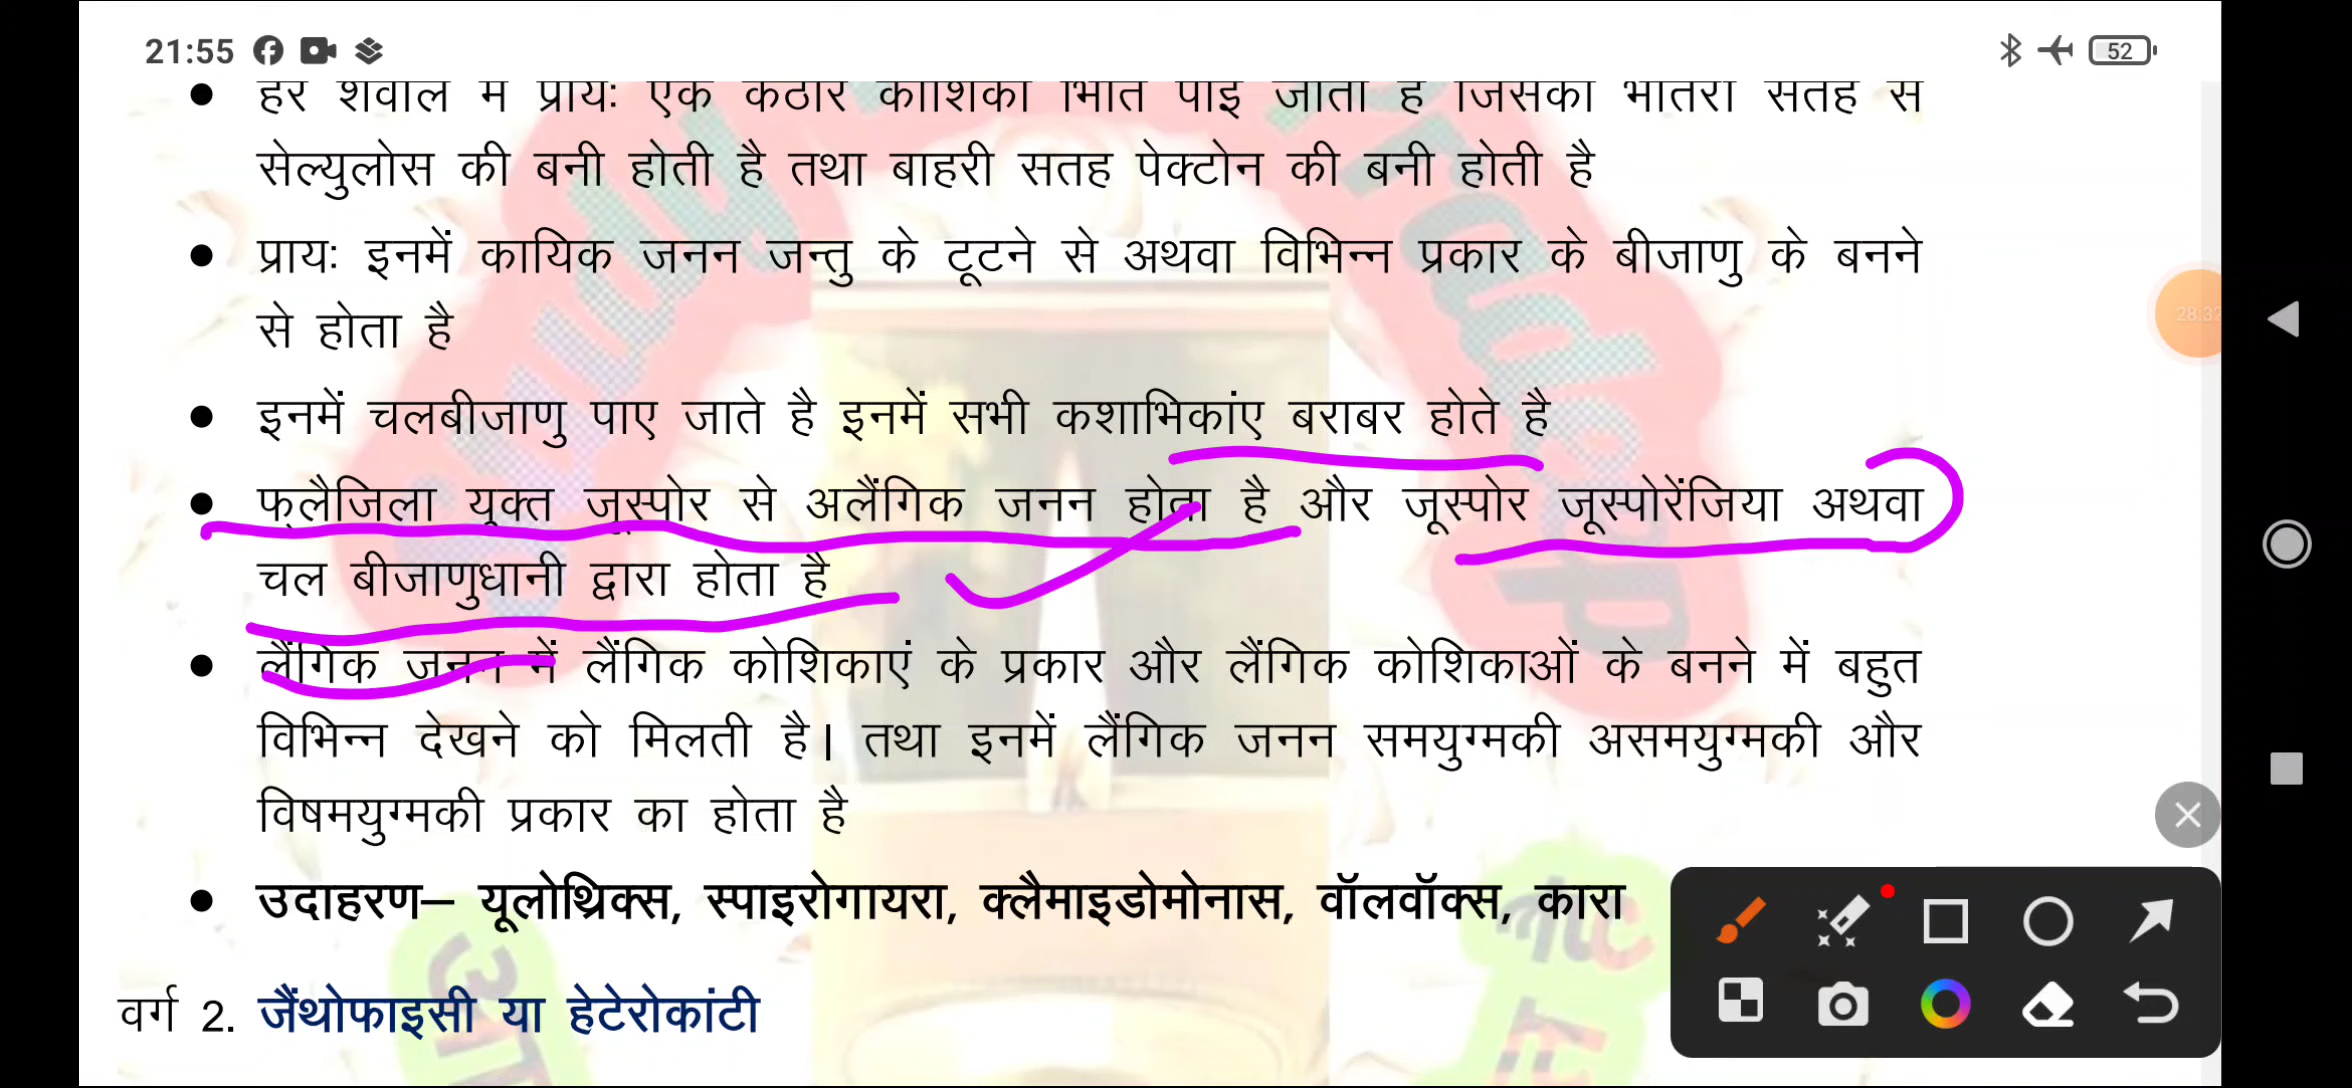 21:55
52
हरे शैवाल में प्रायः एक कठोर कोशिका भित्ति पाई जाती है जिसकी भीतरी सतह से
सेल्युलोस की बनी होती है तथा बाहरी सतह पेक्टोन की बनी होती है
प्रायः इनमें कायिक जनन जन्तु के टूटने से अथवा विभिन्न प्रकार के बीजाणु के बनने
से होता है
28:32
इनमें चलबीजाणु पाए जाते है इनमें सभी कशाभिकांए बराबर होते है
फ्लैजिला युक्त जूस्पोर से अलैंगिक जनन होता है और जूस्पोर जूस्पोरेंजिया अथवा
चल बीजाणुधानी द्वारा होता है
लैंगिक जनन में लैंगिक कोशिकाएं के प्रकार और लैंगिक कोशिकाओं के बनने में बहुत
विभिन्न देखने को मिलती है। तथा इनमें लैंगिक जनन समयुग्मकी असमयुग्मकी और
विषमयुग्मकी प्रकार का होता है
उदाहरण– यूलोथ्रिक्स, स्पाइरोगायरा, क्लैमाइडोमोनास, वॉलवॉक्स, कारा
वर्ग 2. जैंथोफाइसी या हेटेरोकांटी